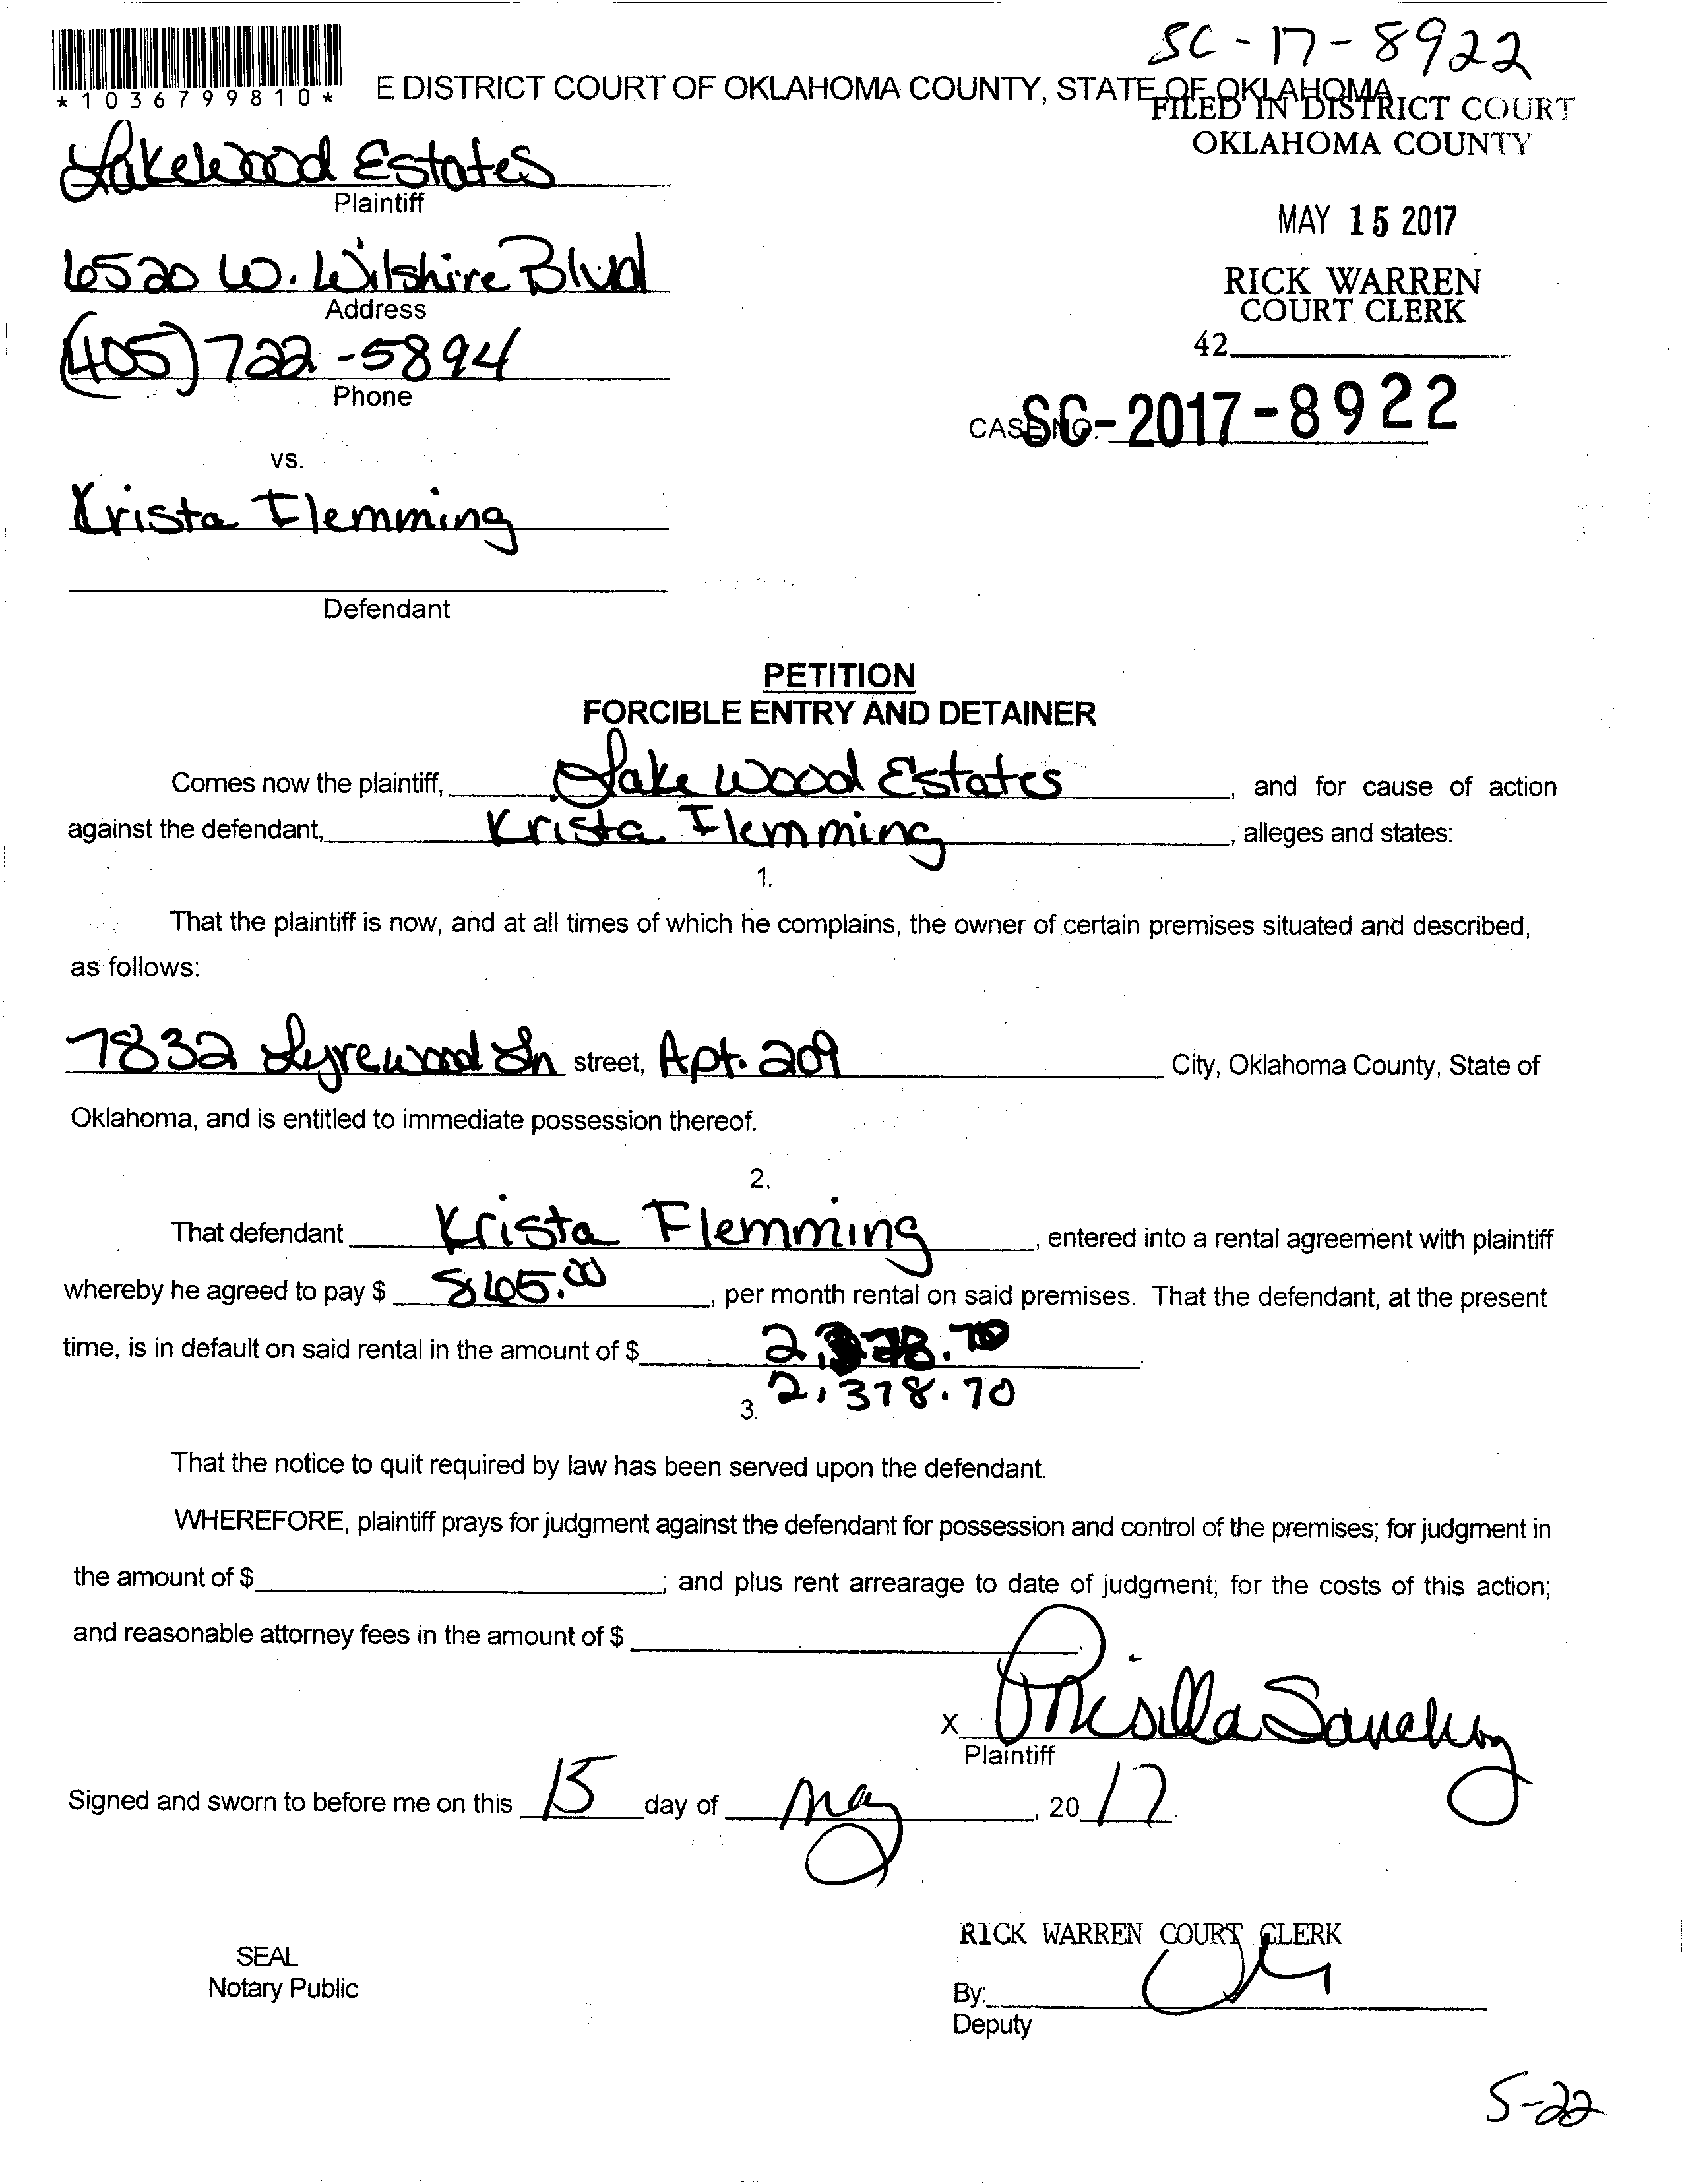 SC-17-8922
*1036799810*
E DISTRICT COURT OF OKLAHOMA COUNTY, STATE OF OKLAHOMA
FILED IN DISTRICT COURT
OKLAHOMA COUNTY
Lakewood Estates
Plaintiff
MAY 15 2017
6520 W. Wilshire Blvd
Address
RICK WARREN
COURT CLERK
(405) 722-5894
Phone
42
CASE NO. SC-2017-8922
vs.
Krista Flemming
Defendant
PETITION
FORCIBLE ENTRY AND DETAINER
Comes now the plaintiff, Lakewood Estates, and for cause of action
against the defendant, Krista Flemming, alleges and states:
1.
That the plaintiff is now, and at all times of which he complains, the owner of certain premises situated and described,
as follows:
7832 Lyrewood Ln street, Apt. 209 City, Oklahoma County, State of
Oklahoma, and is entitled to immediate possession thereof.
2.
That defendant Krista Flemming, entered into a rental agreement with plaintiff
whereby he agreed to pay $ 865.00, per month rental on said premises. That the defendant, at the present
time, is in default on said rental in the amount of $
2,378.70
3.
That the notice to quit required by law has been served upon the defendant.
WHEREFORE, plaintiff prays for judgment against the defendant for possession and control of the premises; for judgment in
the amount of $ ; and plus rent arrearage to date of judgment; for the costs of this action;
and reasonable attorney fees in the amount of $ .
X Prisilla Sanchez
Plaintiff
Signed and sworn to before me on this 15 day of May, 20 17.
RICK WARREN COURT CLERK
SEAL
Notary Public
By:
Deputy
5-22